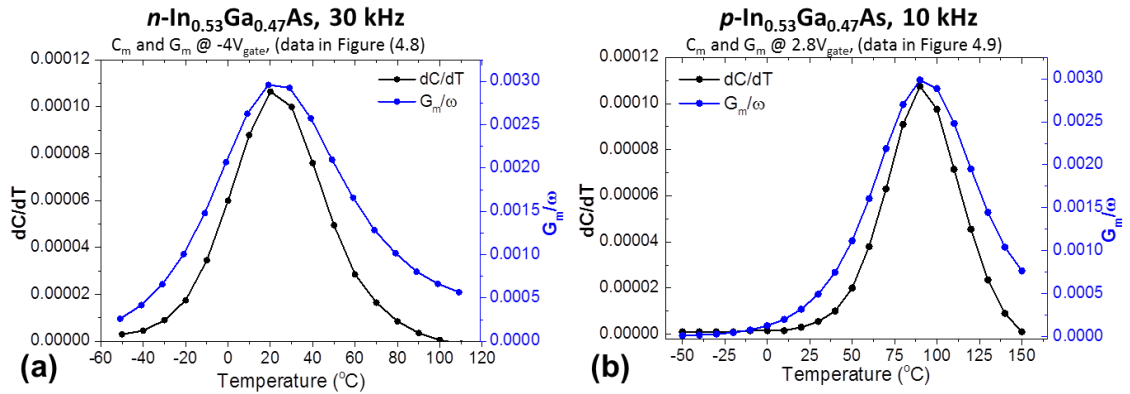 n-In0.53Ga0.47As, 30 kHz
Cm and Gm @ -4Vgate, (data in Figure (4.8)
0.00012
0.00010
0.00008
0.00006
0.00004
0.00002
0.00000
dC/dT
dC/dT
Gm/ω
0.0030
0.0025
0.0020
0.0015
0.0010
0.0005
0.0000
Gm/ω
-60 -40 -20 0 20 40 60 80 100 120
Temperature (oC)
(a)
p-In0.53Ga0.47As, 10 kHz
Cm and Gm @ 2.8Vgate, (data in Figure 4.9)
0.00012
0.00010
0.00008
0.00006
0.00004
0.00002
0.00000
dC/dT
dC/dT
Gm/ω
0.0030
0.0025
0.0020
0.0015
0.0010
0.0005
0.0000
Gm/ω
-50 -25 0 25 50 75 100 125 150
Temperature (oC)
(b)